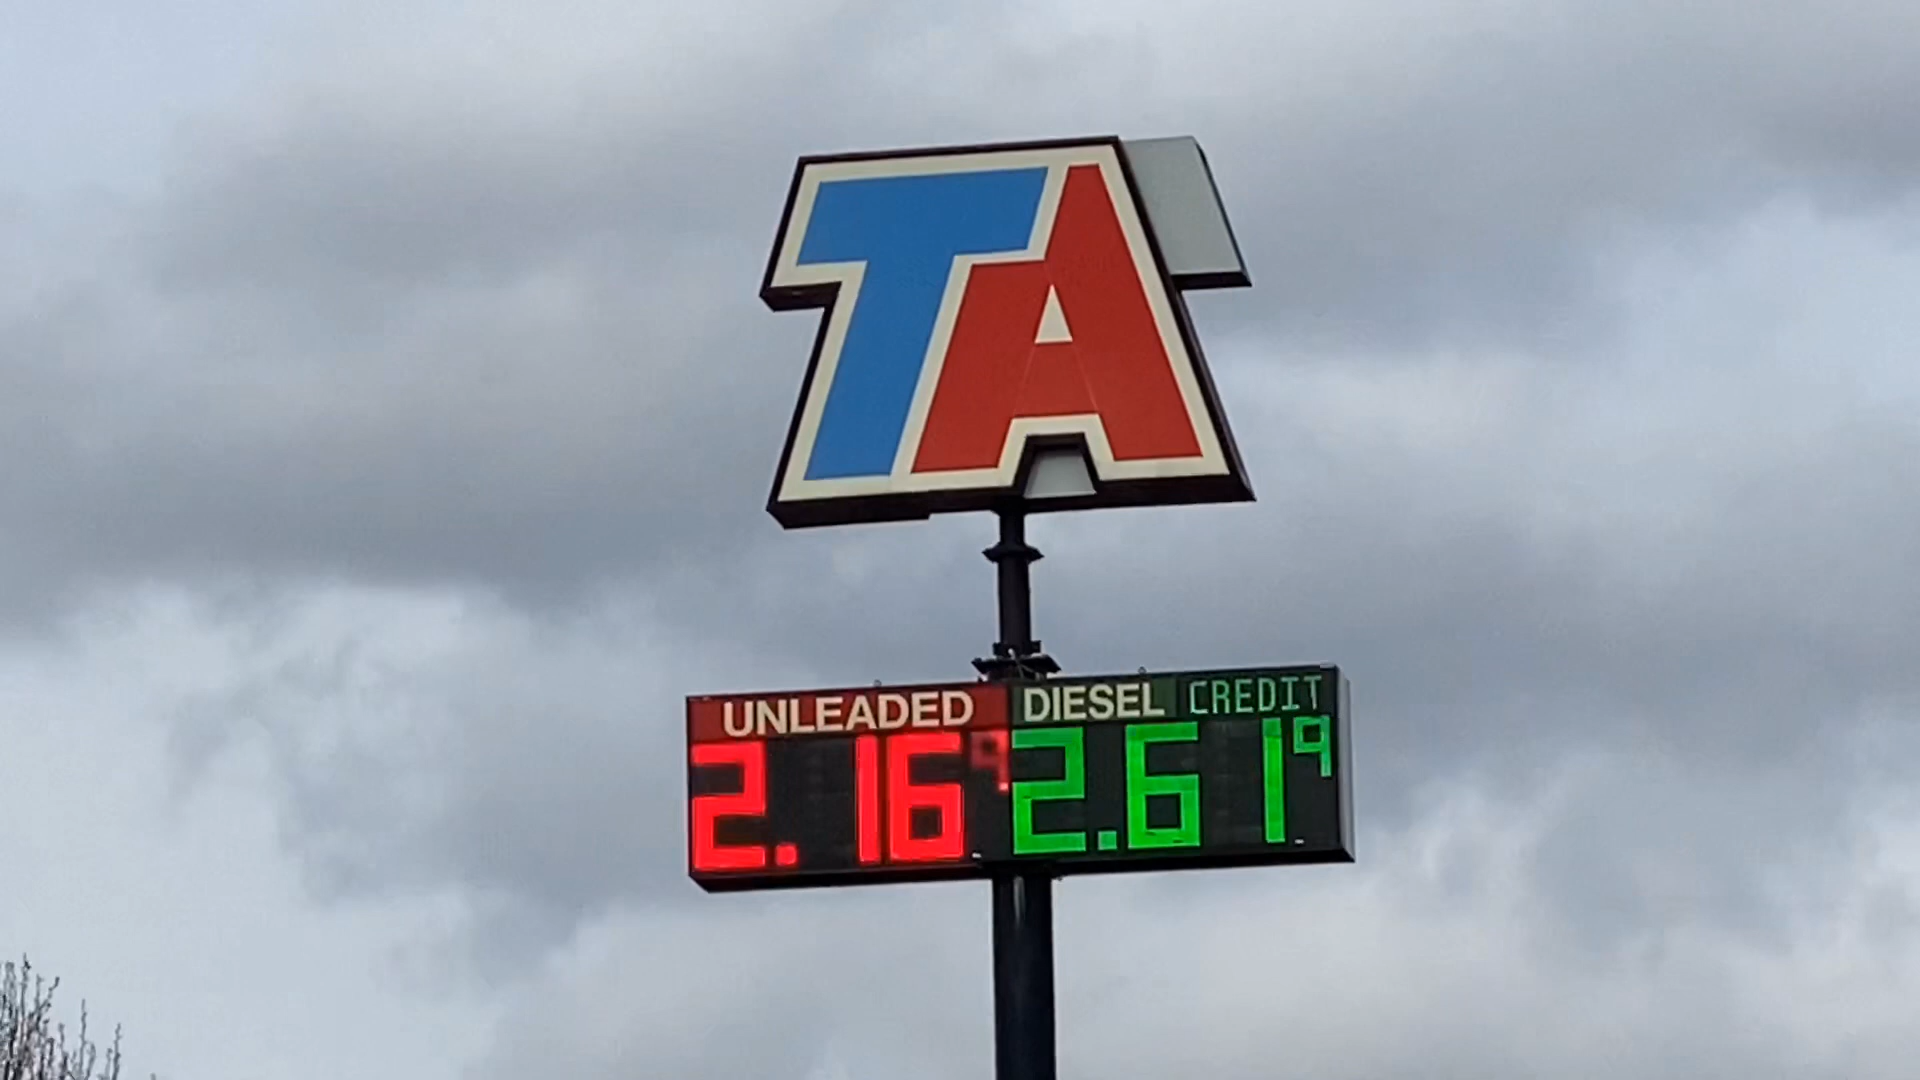 TA
UNLEADED DIESEL CREDIT
2.16⁹ 2.61⁹